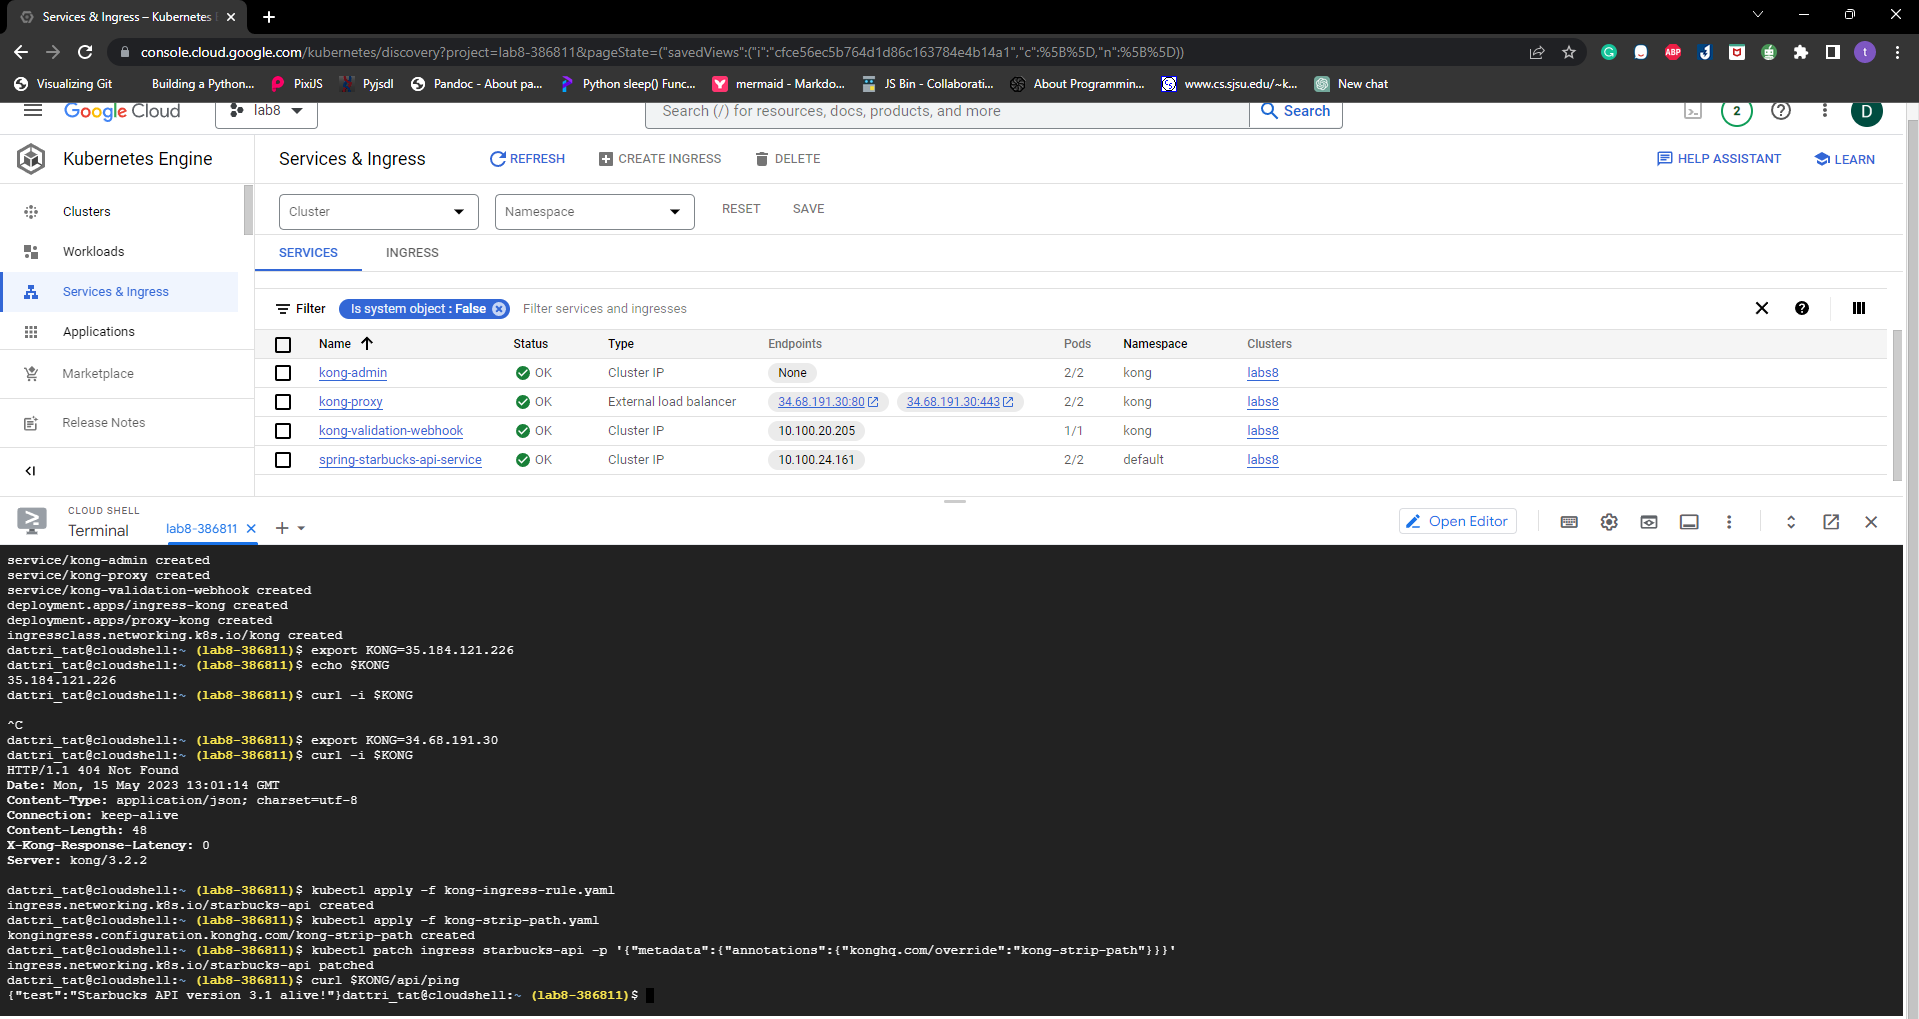 Services & Ingress – Kubernetes
console.cloud.google.com/kubernetes/discovery?project=lab8-386811&pageState=("savedViews":("i":"cfce56ec5b764d1d86c163784e4b14a1","c":%5B%5D,"n":%5B%5D))
ABP
t
Visualizing Git Building a Python... PixiJS Pyjsdl Pandoc - About pa... Python sleep() Func... mermaid - Markdo... JS Bin - Collaborati... About Programmin... www.cs.sjsu.edu/~k... New chat
Google Cloud lab8 Search (/) for resources, docs, products, and more Search 2 D
Kubernetes Engine
Services & Ingress REFRESH CREATE INGRESS DELETE HELP ASSISTANT LEARN
Clusters
Workloads
Services & Ingress
Applications
Marketplace
Release Notes
Cluster Namespace RESET SAVE
SERVICES INGRESS
Filter Is system object : False Filter services and ingresses
Name Status Type Endpoints Pods Namespace Clusters
kong-admin OK Cluster IP None 2/2 kong labs8
kong-proxy OK External load balancer 34.68.191.30:80 34.68.191.30:443 2/2 kong labs8
kong-validation-webhook OK Cluster IP 10.100.20.205 1/1 kong labs8
spring-starbucks-api-service OK Cluster IP 10.100.24.161 2/2 default labs8
CLOUD SHELL
Terminal lab8-386811 Open Editor
service/kong-admin created
service/kong-proxy created
service/kong-validation-webhook created
deployment.apps/ingress-kong created
deployment.apps/proxy-kong created
ingressclass.networking.k8s.io/kong created
dattri_tat@cloudshell:~ (lab8-386811)$ export KONG=35.184.121.226
dattri_tat@cloudshell:~ (lab8-386811)$ echo $KONG
35.184.121.226
dattri_tat@cloudshell:~ (lab8-386811)$ curl -i $KONG
^C
dattri_tat@cloudshell:~ (lab8-386811)$ export KONG=34.68.191.30
dattri_tat@cloudshell:~ (lab8-386811)$ curl -i $KONG
HTTP/1.1 404 Not Found
Date: Mon, 15 May 2023 13:01:14 GMT
Content-Type: application/json; charset=utf-8
Connection: keep-alive
Content-Length: 48
X-Kong-Response-Latency: 0
Server: kong/3.2.2
dattri_tat@cloudshell:~ (lab8-386811)$ kubectl apply -f kong-ingress-rule.yaml
ingress.networking.k8s.io/starbucks-api created
dattri_tat@cloudshell:~ (lab8-386811)$ kubectl apply -f kong-strip-path.yaml
kongingress.configuration.konghq.com/kong-strip-path created
dattri_tat@cloudshell:~ (lab8-386811)$ kubectl patch ingress starbucks-api -p '{"metadata":{"annotations":{"konghq.com/override":"kong-strip-path"}}}'
ingress.networking.k8s.io/starbucks-api patched
dattri_tat@cloudshell:~ (lab8-386811)$ curl $KONG/api/ping
{"test":"Starbucks API version 3.1 alive!"}dattri_tat@cloudshell:~ (lab8-386811)$